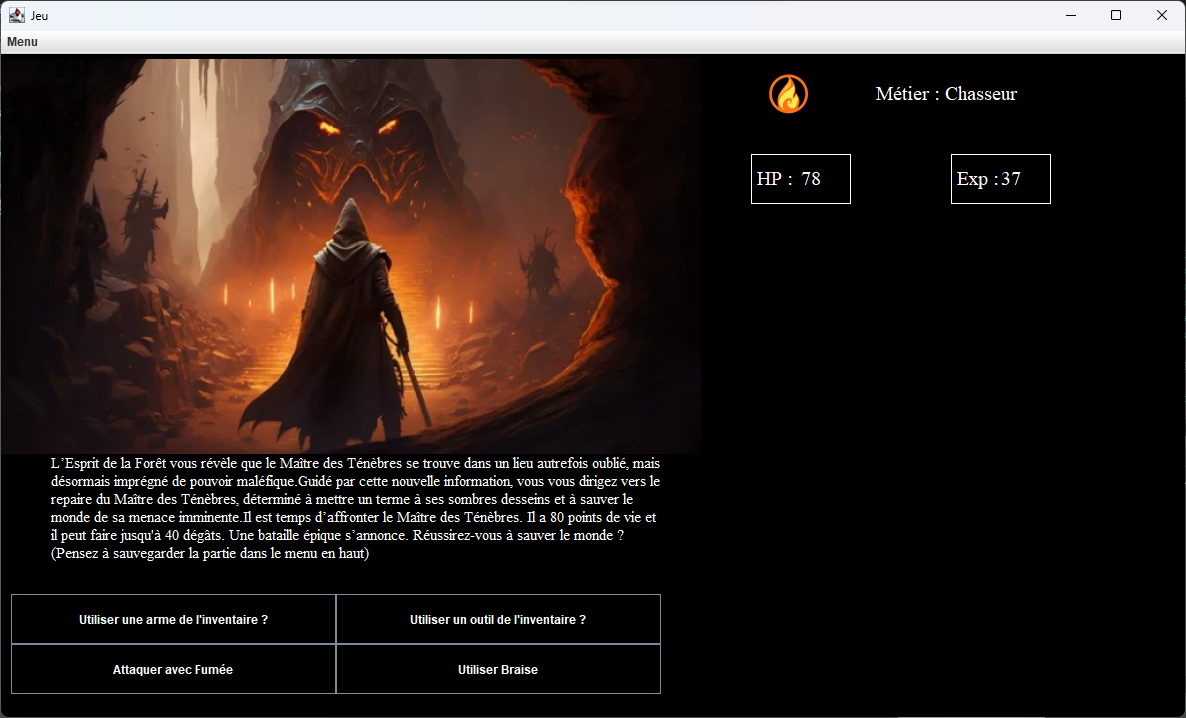 Jeu
Menu
Métier : Chasseur
HP : 78
Exp :37
L’Esprit de la Forêt vous révèle que le Maître des Ténèbres se trouve dans un lieu autrefois oublié, mais
désormais imprégné de pouvoir maléfique.Guidé par cette nouvelle information, vous vous dirigez vers le
repaire du Maître des Ténèbres, déterminé à mettre un terme à ses sombres desseins et à sauver le
monde de sa menace imminente.Il est temps d’affronter le Maître des Ténèbres. Il a 80 points de vie et
il peut faire jusqu'à 40 dégâts. Une bataille épique s’annonce. Réussirez-vous à sauver le monde ?
(Pensez à sauvegarder la partie dans le menu en haut)
Utiliser une arme de l'inventaire ?
Utiliser un outil de l'inventaire ?
Attaquer avec Fumée
Utiliser Braise